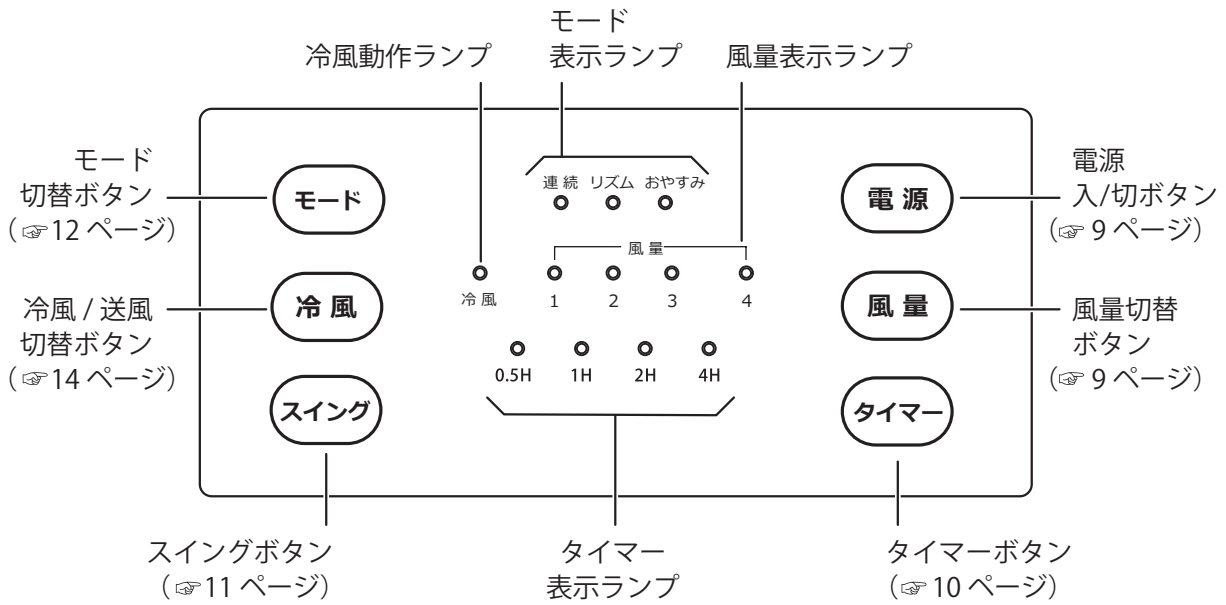 モード
表示ランプ
冷風動作ランプ
風量表示ランプ
モード
切替ボタン
(☞12 ページ)
モード
連続 リズム おやすみ
電源
電源
入/切ボタン
(☞ 9 ページ)
風量
冷風 1 2 3 4
冷風 / 送風
切替ボタン
(☞14 ページ)
冷風
風量
風量切替
ボタン
(☞ 9 ページ)
0.5H 1H 2H 4H
スイング
タイマー
スイングボタン
(☞11 ページ)
タイマー
表示ランプ
タイマーボタン
(☞ 10 ページ)